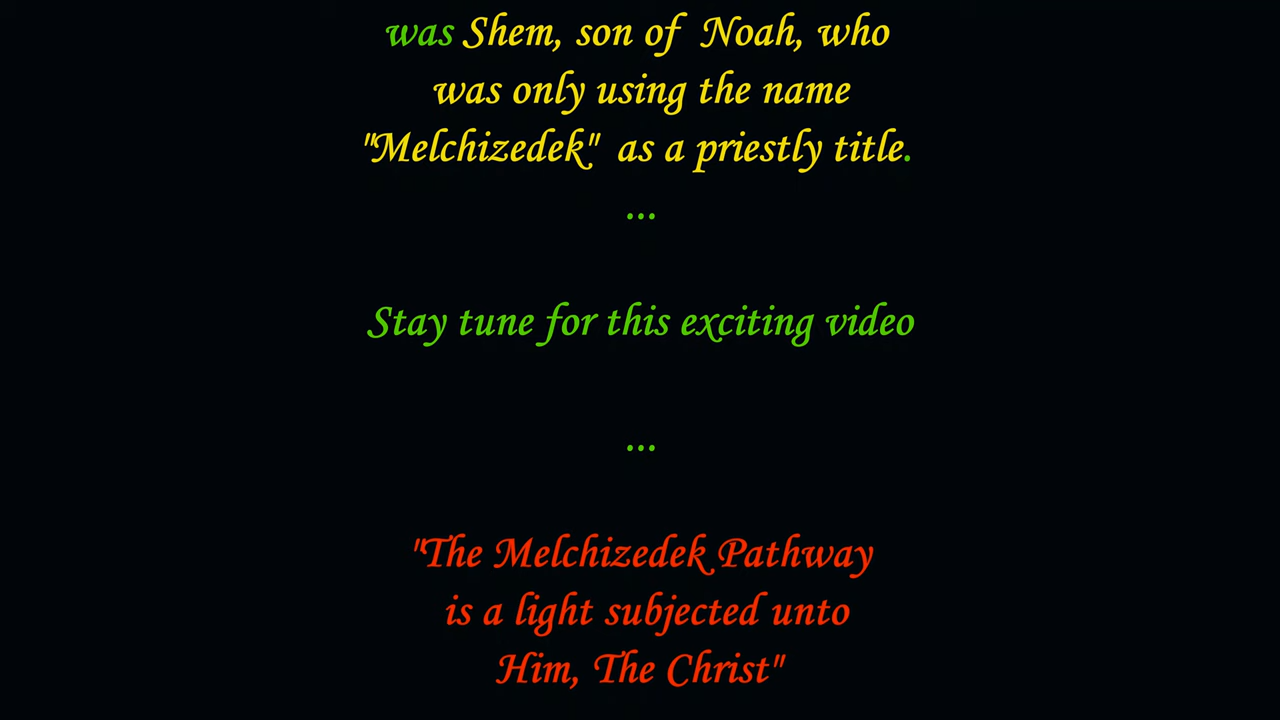 was Shem, son of Noah, who
was only using the name
"Melchizedek" as a priestly title.
...
Stay tune for this exciting video
...
"The Melchizedek Pathway
is a light subjected unto
Him, The Christ"